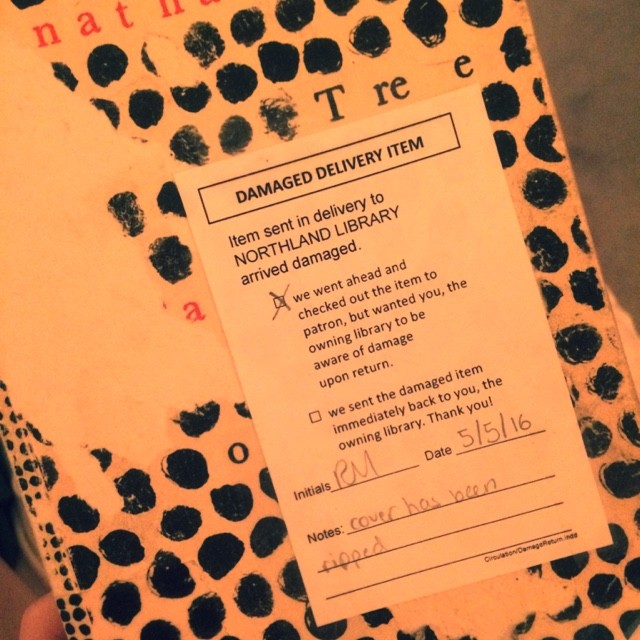 natha
Tree
a
o
DAMAGED DELIVERY ITEM
Item sent in delivery to
NORTHLAND LIBRARY
arrived damaged.
we went ahead and
checked out the item to
patron, but wanted you, the
owning library to be
aware of damage
upon return.
we sent the damaged item
immediately back to you, the
owning library. Thank you!
Initials RM Date 5/5/16
Notes: cover has been
ripped
Circulation/DamageReturn.indd